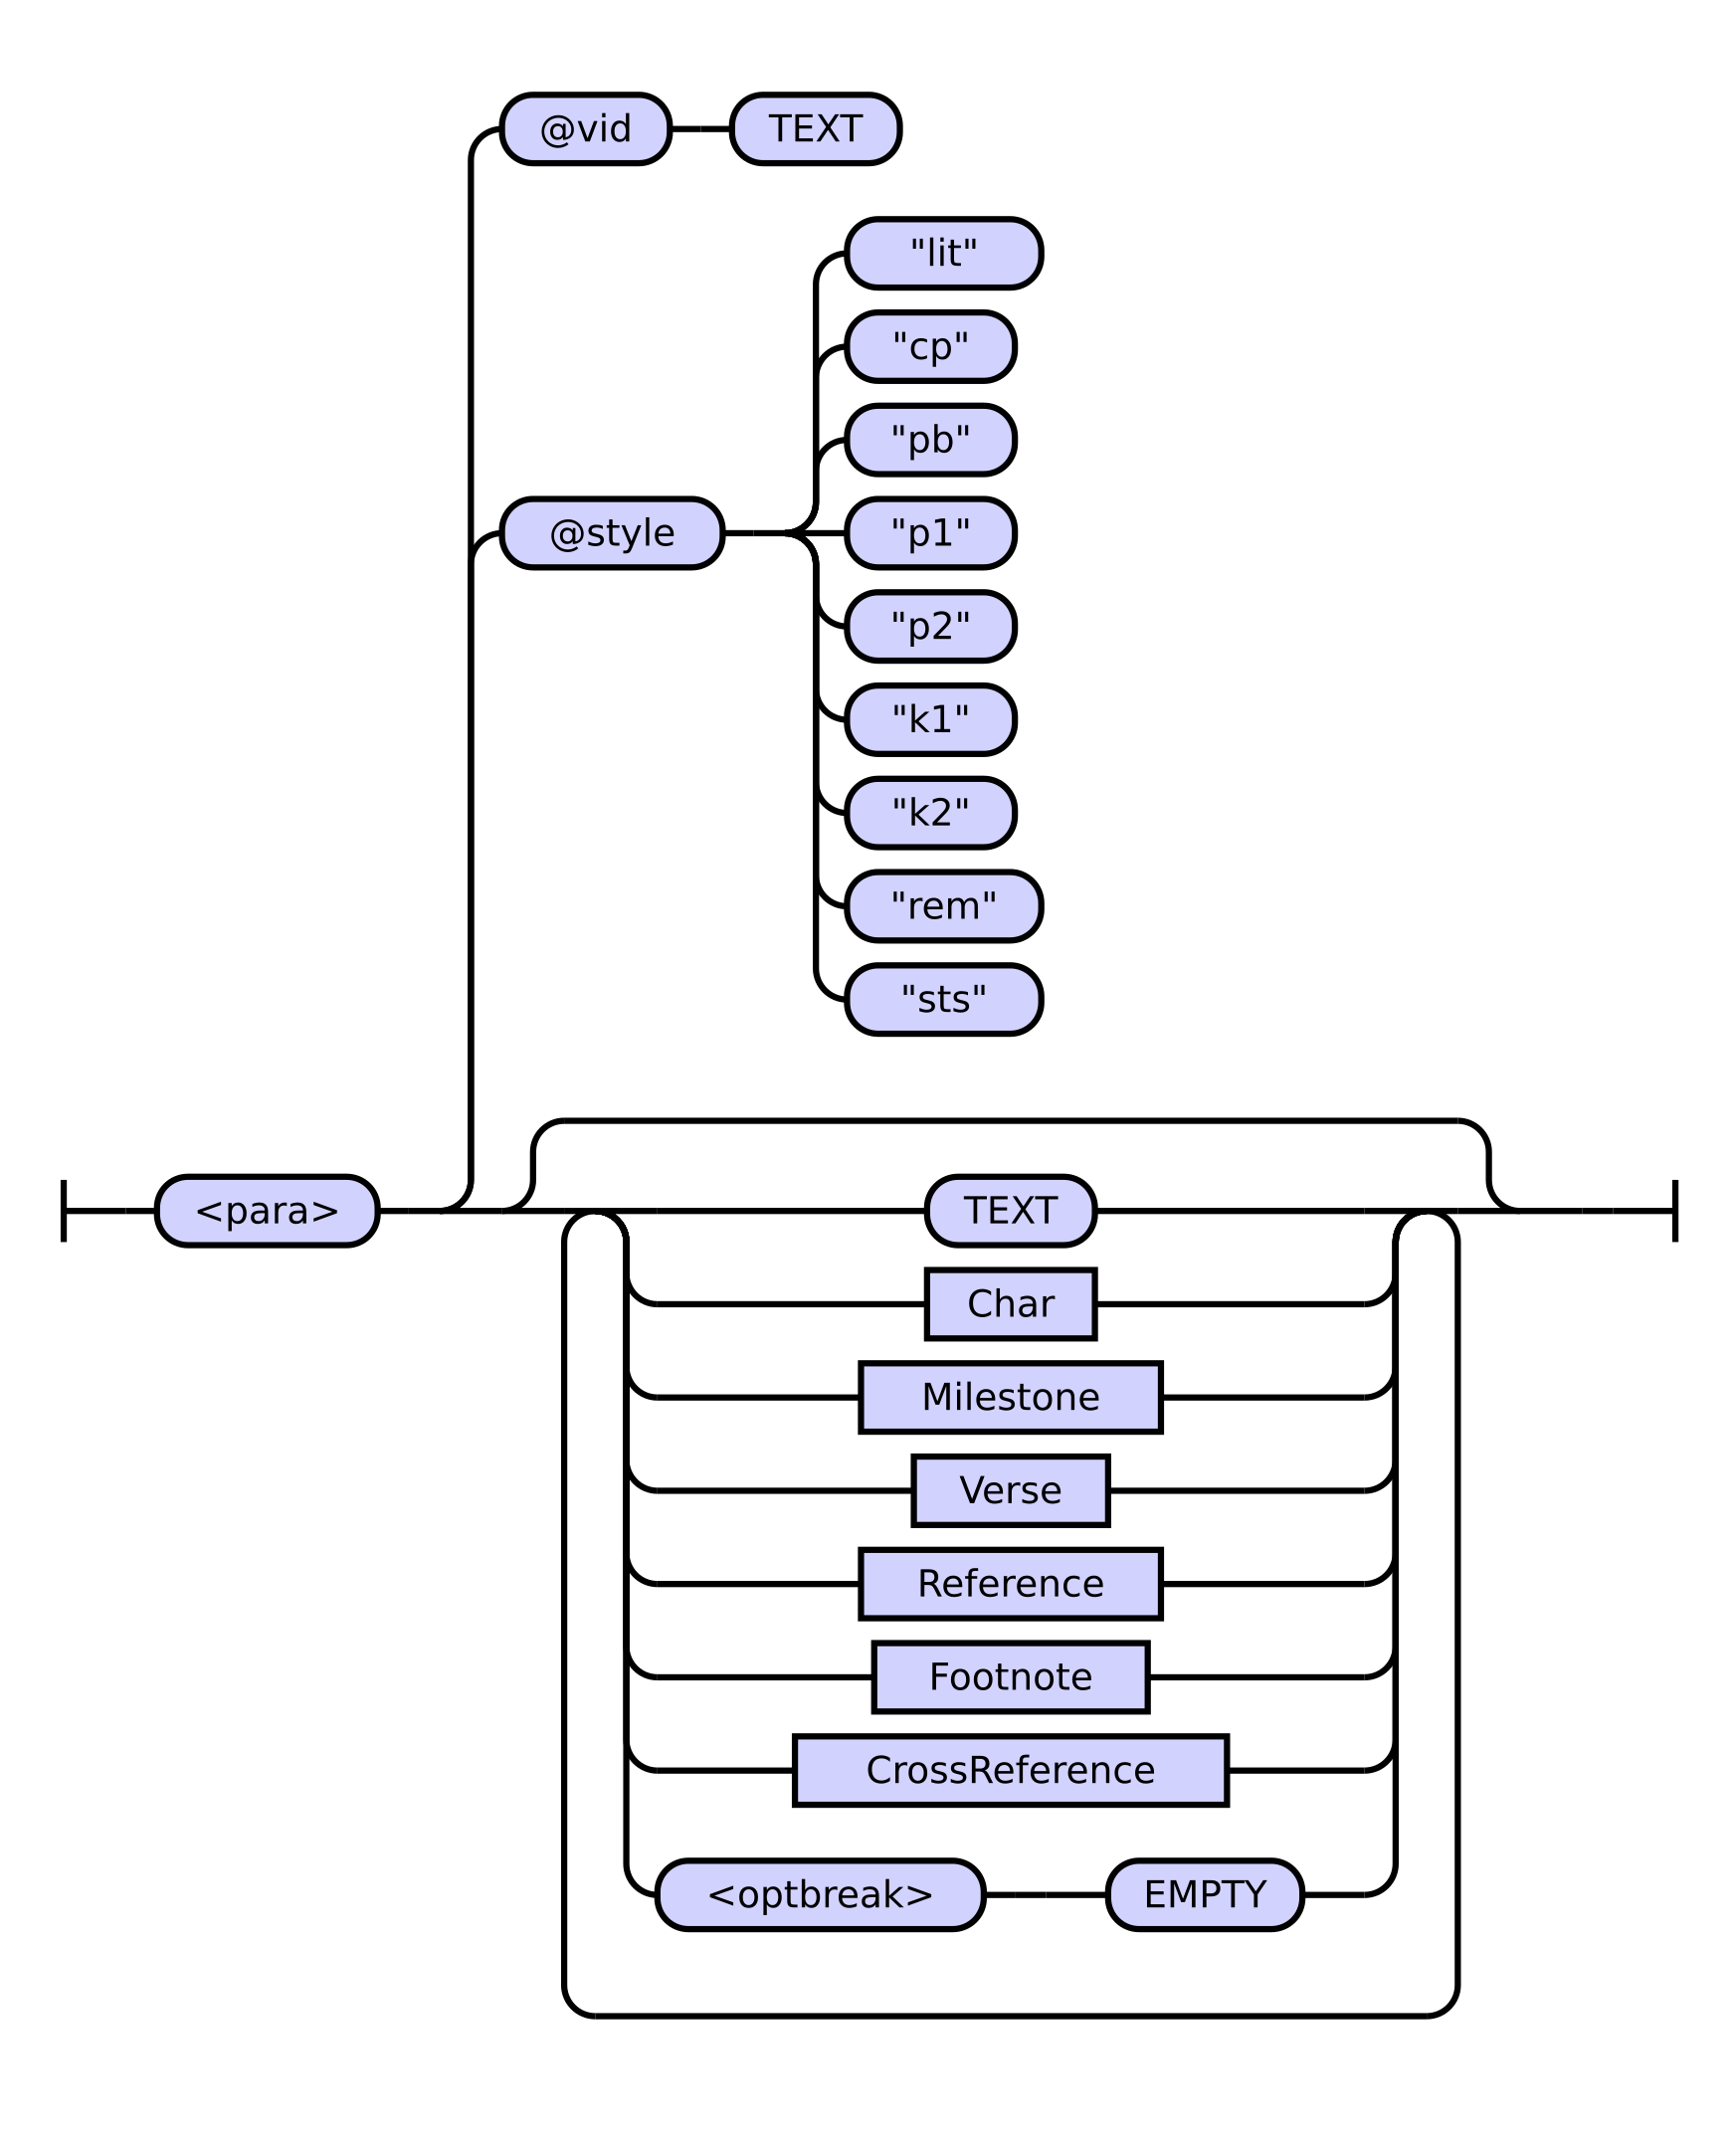 @vid TEXT
"lit"
"cp"
"pb"
@style "p1"
"p2"
"k1"
"k2"
"rem"
"sts"
<para> TEXT
Char
Milestone
Verse
Reference
Footnote
CrossReference
<optbreak> EMPTY